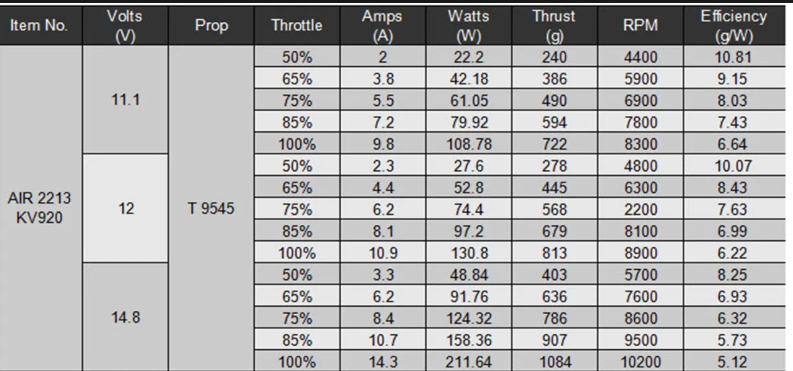 Item No. Volts (V) Prop Throttle Amps (A) Watts (W) Thrust (g) RPM Efficiency (g/W)
AIR 2213 KV920 11.1 T 9545 50% 2 22.2 240 4400 10.81
65% 3.8 42.18 386 5900 9.15
75% 5.5 61.05 490 6900 8.03
85% 7.2 79.92 594 7800 7.43
100% 9.8 108.78 722 8300 6.64
12 50% 2.3 27.6 278 4800 10.07
65% 4.4 52.8 445 6300 8.43
75% 6.2 74.4 568 2200 7.63
85% 8.1 97.2 679 8100 6.99
100% 10.9 130.8 813 8900 6.22
14.8 50% 3.3 48.84 403 5700 8.25
65% 6.2 91.76 636 7600 6.93
75% 8.4 124.32 786 8600 6.32
85% 10.7 158.36 907 9500 5.73
100% 14.3 211.64 1084 10200 5.12